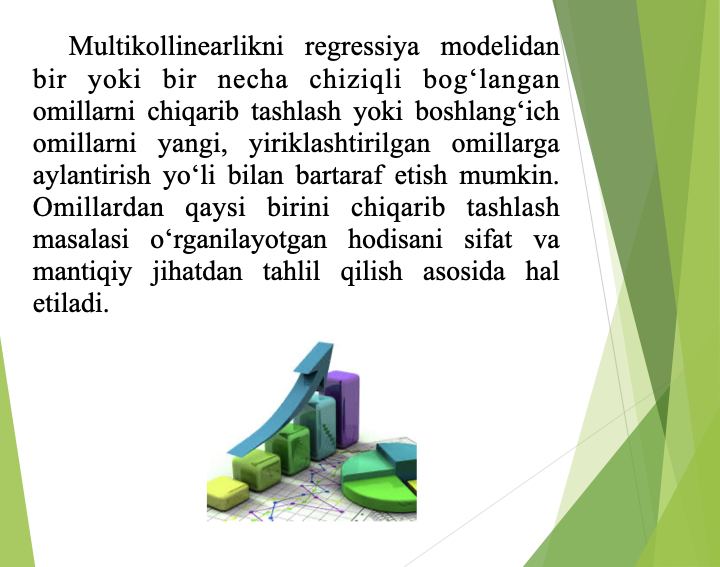 Multikollinearlikni regressiya modelidan
bir yoki bir necha chiziqli bog‘langan
omillarni chiqarib tashlash yoki boshlang‘ich
omillarni yangi, yiriklashtirilgan omillarga
aylantirish yo‘li bilan bartaraf etish mumkin.
Omillardan qaysi birini chiqarib tashlash
masalasi o‘rganilayotgan hodisani sifat va
mantiqiy jihatdan tahlil qilish asosida hal
etiladi.